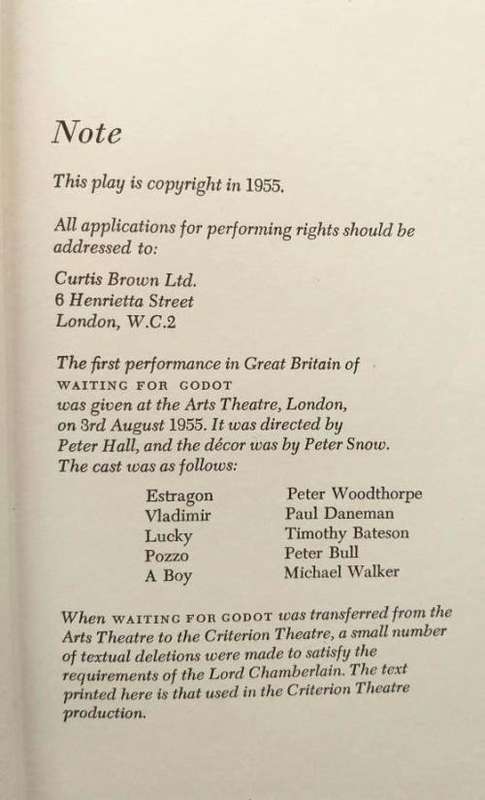 Note
This play is copyright in 1955.
All applications for performing rights should be
addressed to:
Curtis Brown Ltd.
6 Henrietta Street
London, W.C.2
The first performance in Great Britain of
WAITING FOR GODOT
was given at the Arts Theatre, London,
on 3rd August 1955. It was directed by
Peter Hall, and the décor was by Peter Snow.
The cast was as follows:
Estragon Peter Woodthorpe
Vladimir Paul Daneman
Lucky Timothy Bateson
Pozzo Peter Bull
A Boy Michael Walker
When WAITING FOR GODOT was transferred from the
Arts Theatre to the Criterion Theatre, a small number
of textual deletions were made to satisfy the
requirements of the Lord Chamberlain. The text
printed here is that used in the Criterion Theatre
production.